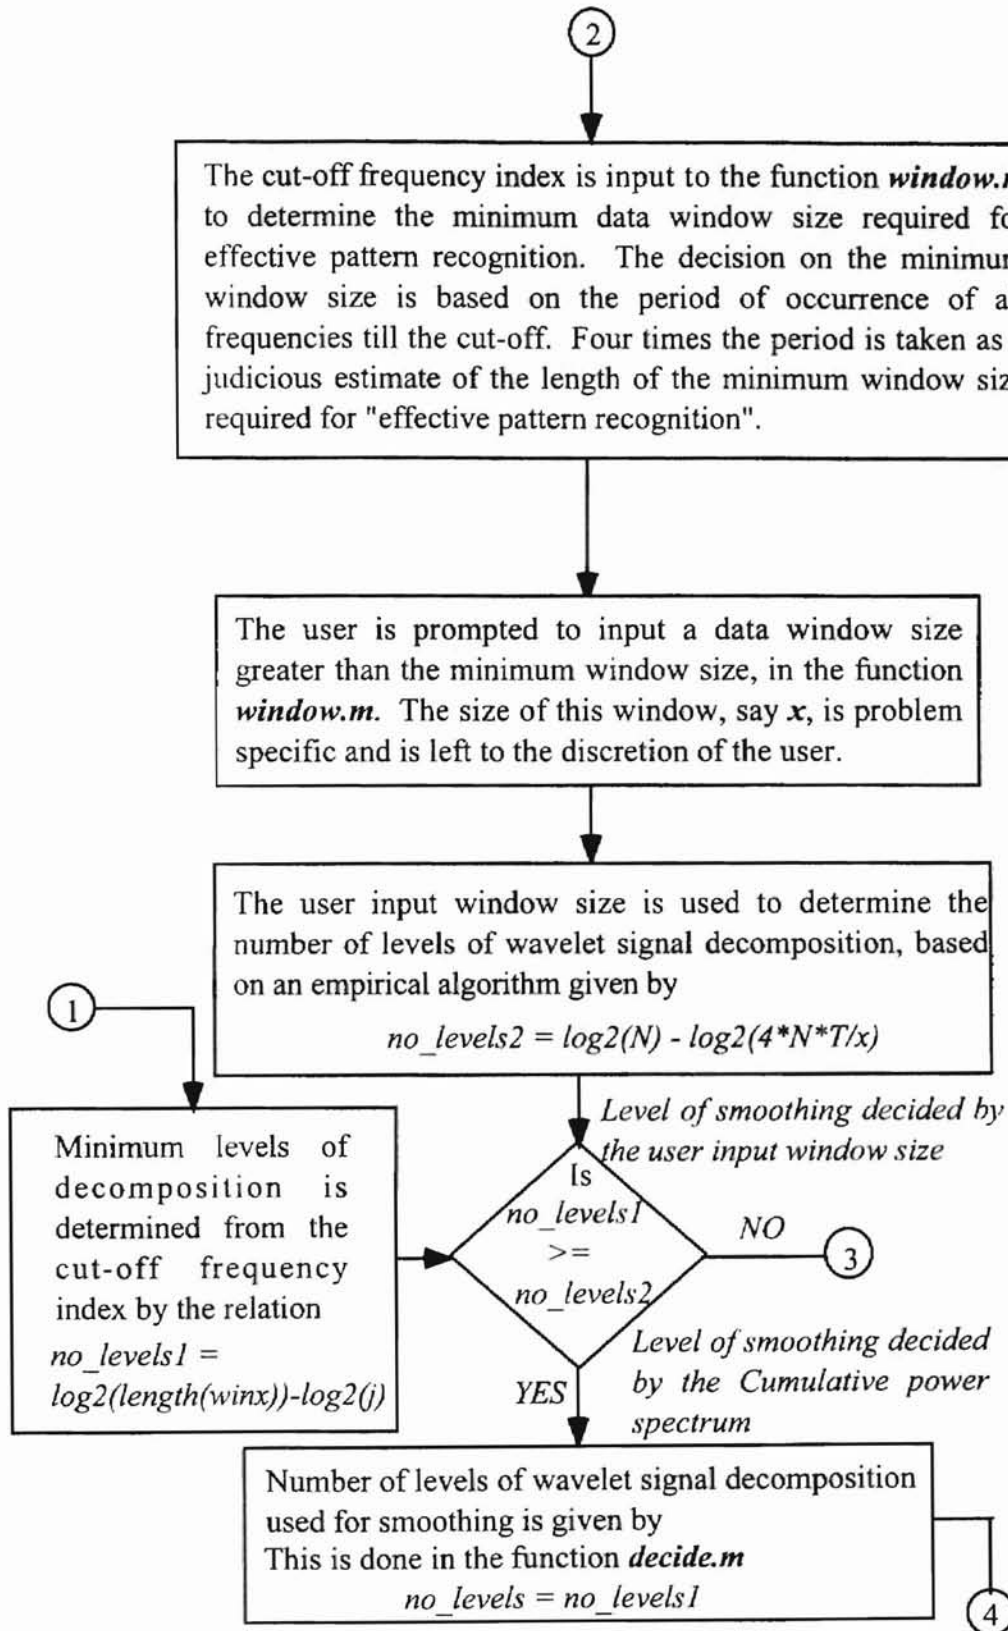 2
The cut-off frequency index is input to the function window.
to determine the minimum data window size required
effective pattern recognition. The decision on the
window size is based on the period of occurrence of
frequencies till the cut-off. Four times the period is taken as
judicious estimate of the length of the minimum window
required for "effective pattern recognition".
The user is prompted to input a data window size
greater than the minimum window size, in the function
window.m. The size of this window, say x, is problem
specific and is left to the discretion of the user.
The user input window size is used to determine the
number of levels of wavelet signal decomposition, based
on an empirical algorithm given by
no_levels2 = log2(N) - log2(4*N*T/x)
1
Minimum levels of
decomposition is
determined from the
cut-off frequency
index by the relation
no_levels1 =
log2(length(winx))-log2(j)
Level of smoothing decided by
the user input window size
Is
no_levels1
>=
no_levels2
NO
3
YES
Level of smoothing decided
by the Cumulative power
spectrum
Number of levels of wavelet signal decomposition
used for smoothing is given by
This is done in the function decide.m
no_levels = no_levels1
4